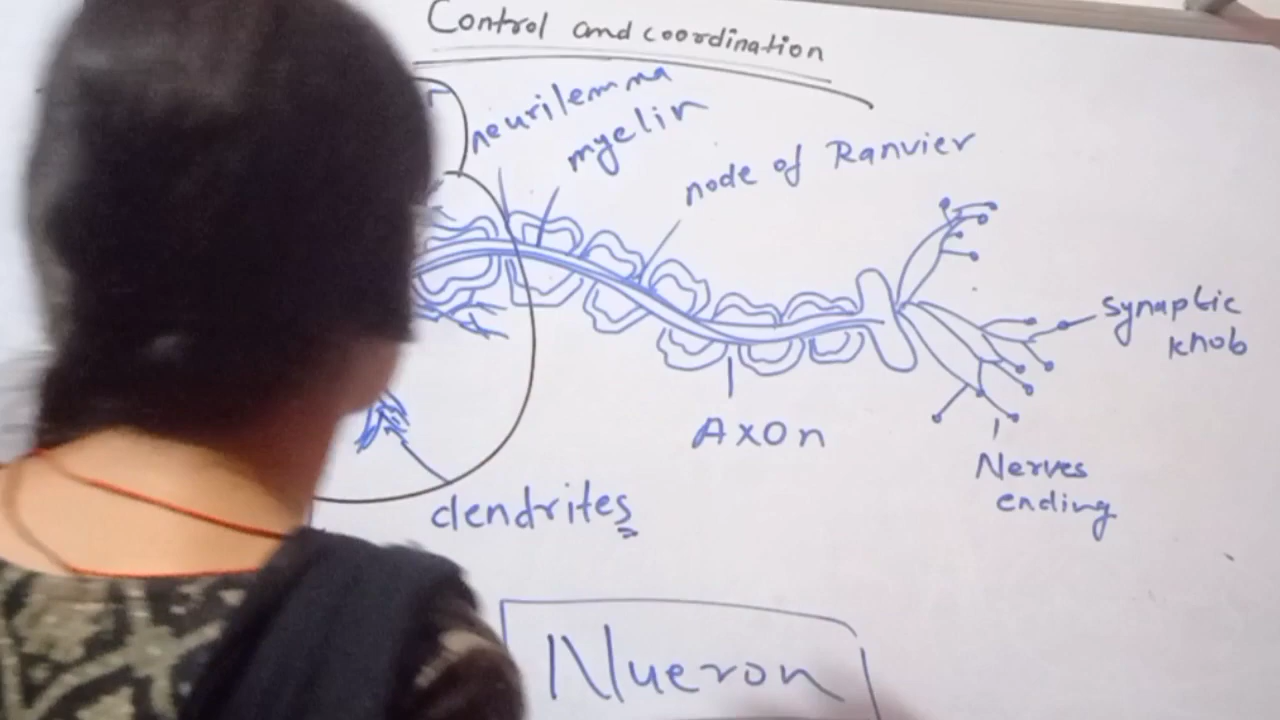 Control and coordination
neurilemma
myelin
node of Ranvier
synaptic
knob
Axon
Nerves
ending
dendrites
Nueron